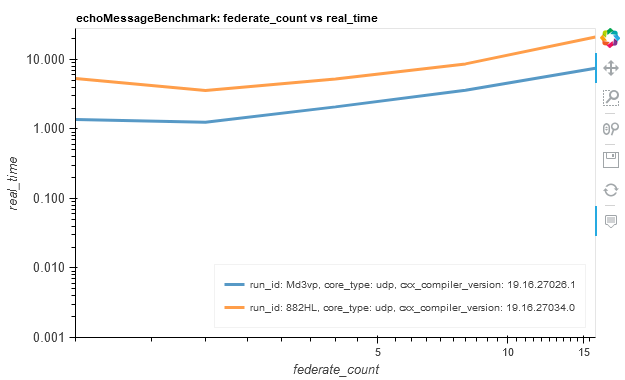 echoMessageBenchmark: federate_count vs real_time
10.000
1.000
0.100
0.010
0.001
real_time
run_id: Md3vp, core_type: udp, cxx_compiler_version: 19.16.27026.1
run_id: 882HL, core_type: udp, cxx_compiler_version: 19.16.27034.0
5
10
15
federate_count